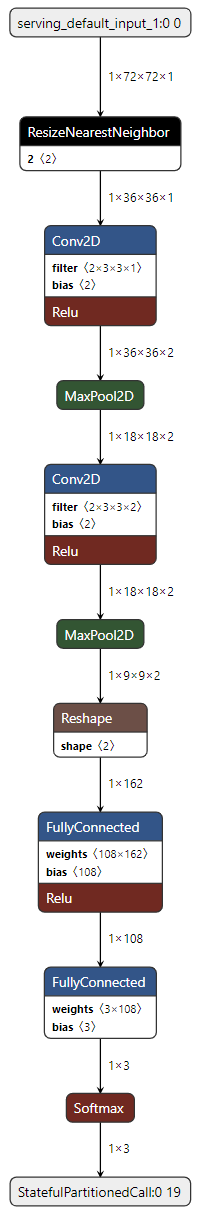 serving_default_input_1:0 0
1×72×72×1
ResizeNearestNeighbor
2 〈2〉
1×36×36×1
Conv2D
filter 〈2×3×3×1〉
bias 〈2〉
Relu
1×36×36×2
MaxPool2D
1×18×18×2
Conv2D
filter 〈2×3×3×2〉
bias 〈2〉
Relu
1×18×18×2
MaxPool2D
1×9×9×2
Reshape
shape 〈2〉
1×162
FullyConnected
weights 〈108×162〉
bias 〈108〉
Relu
1×108
FullyConnected
weights 〈3×108〉
bias 〈3〉
1×3
Softmax
1×3
StatefulPartitionedCall:0 19